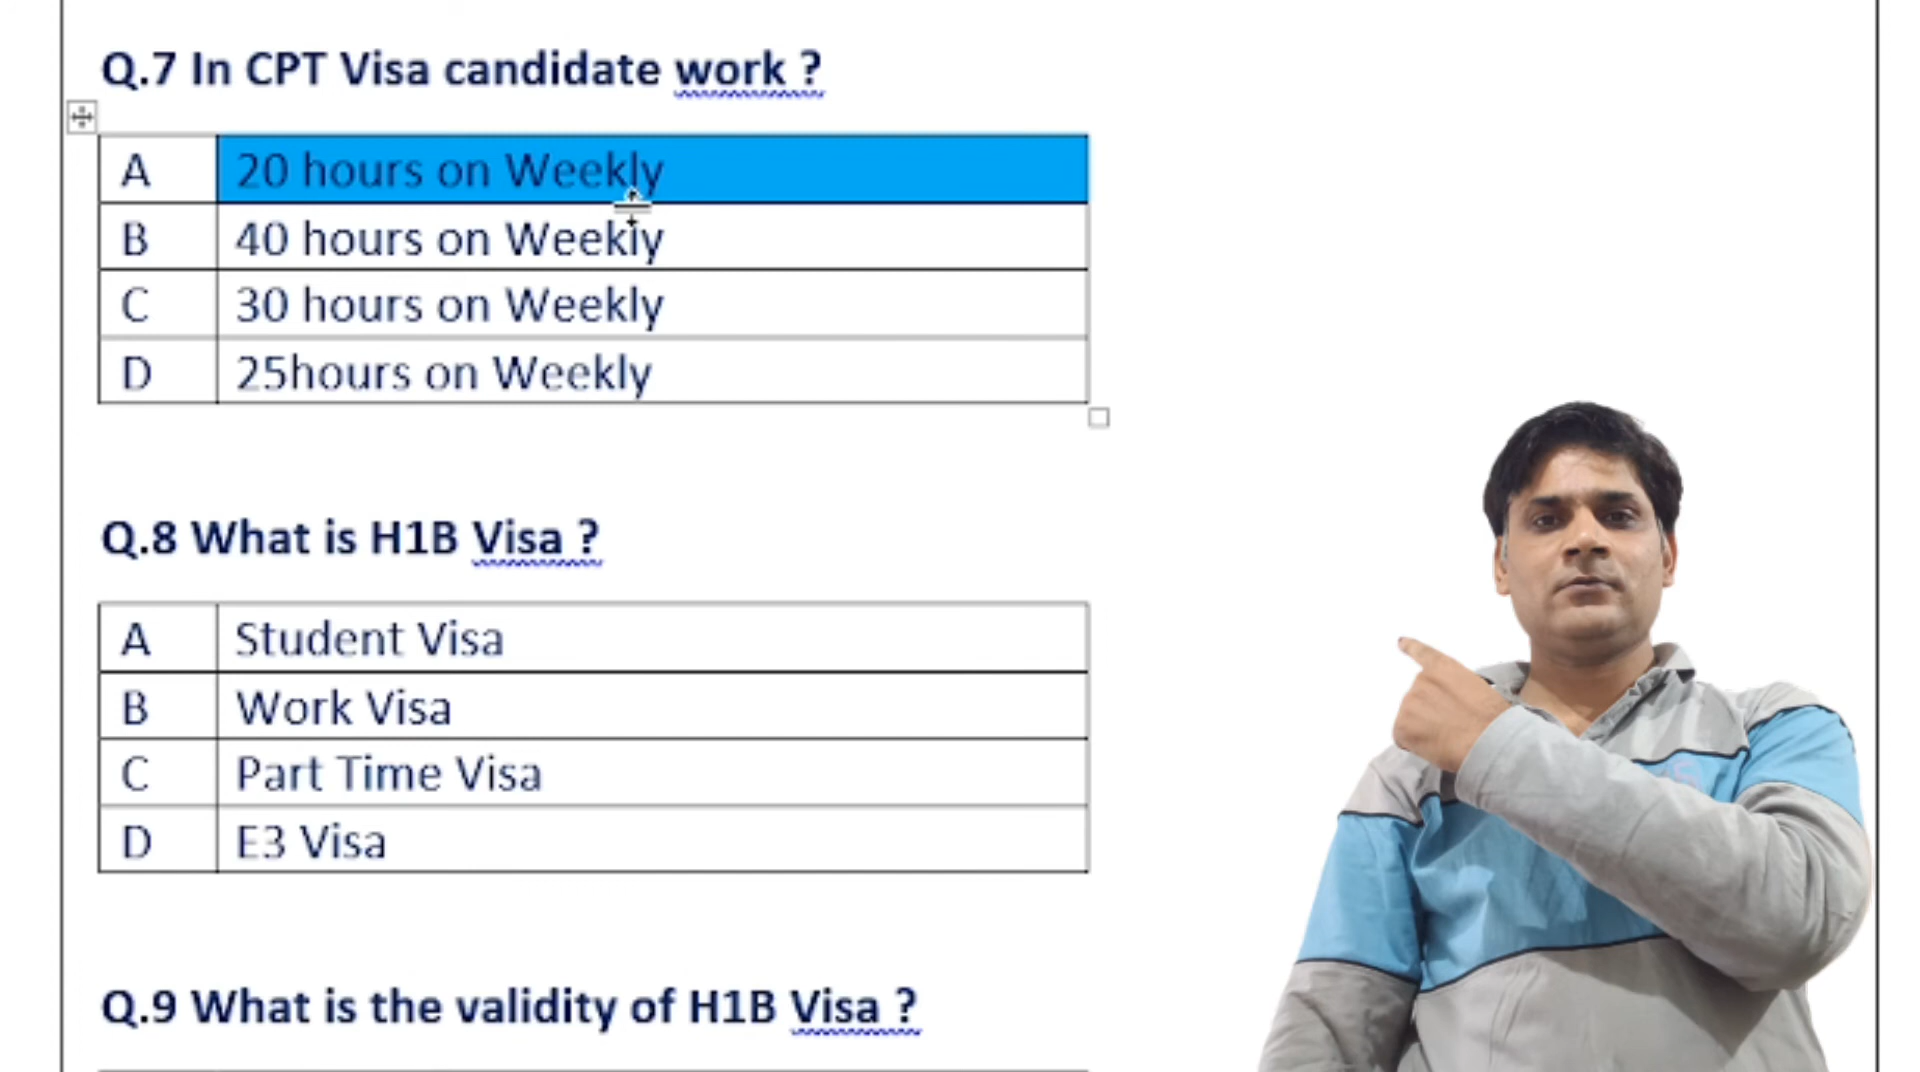 Q.7 In CPT Visa candidate work ?
A 20 hours on Weekly
B 40 hours on Weekly
C 30 hours on Weekly
D 25hours on Weekly
Q.8 What is H1B Visa ?
A Student Visa
B Work Visa
C Part Time Visa
D E3 Visa
Q.9 What is the validity of H1B Visa ?